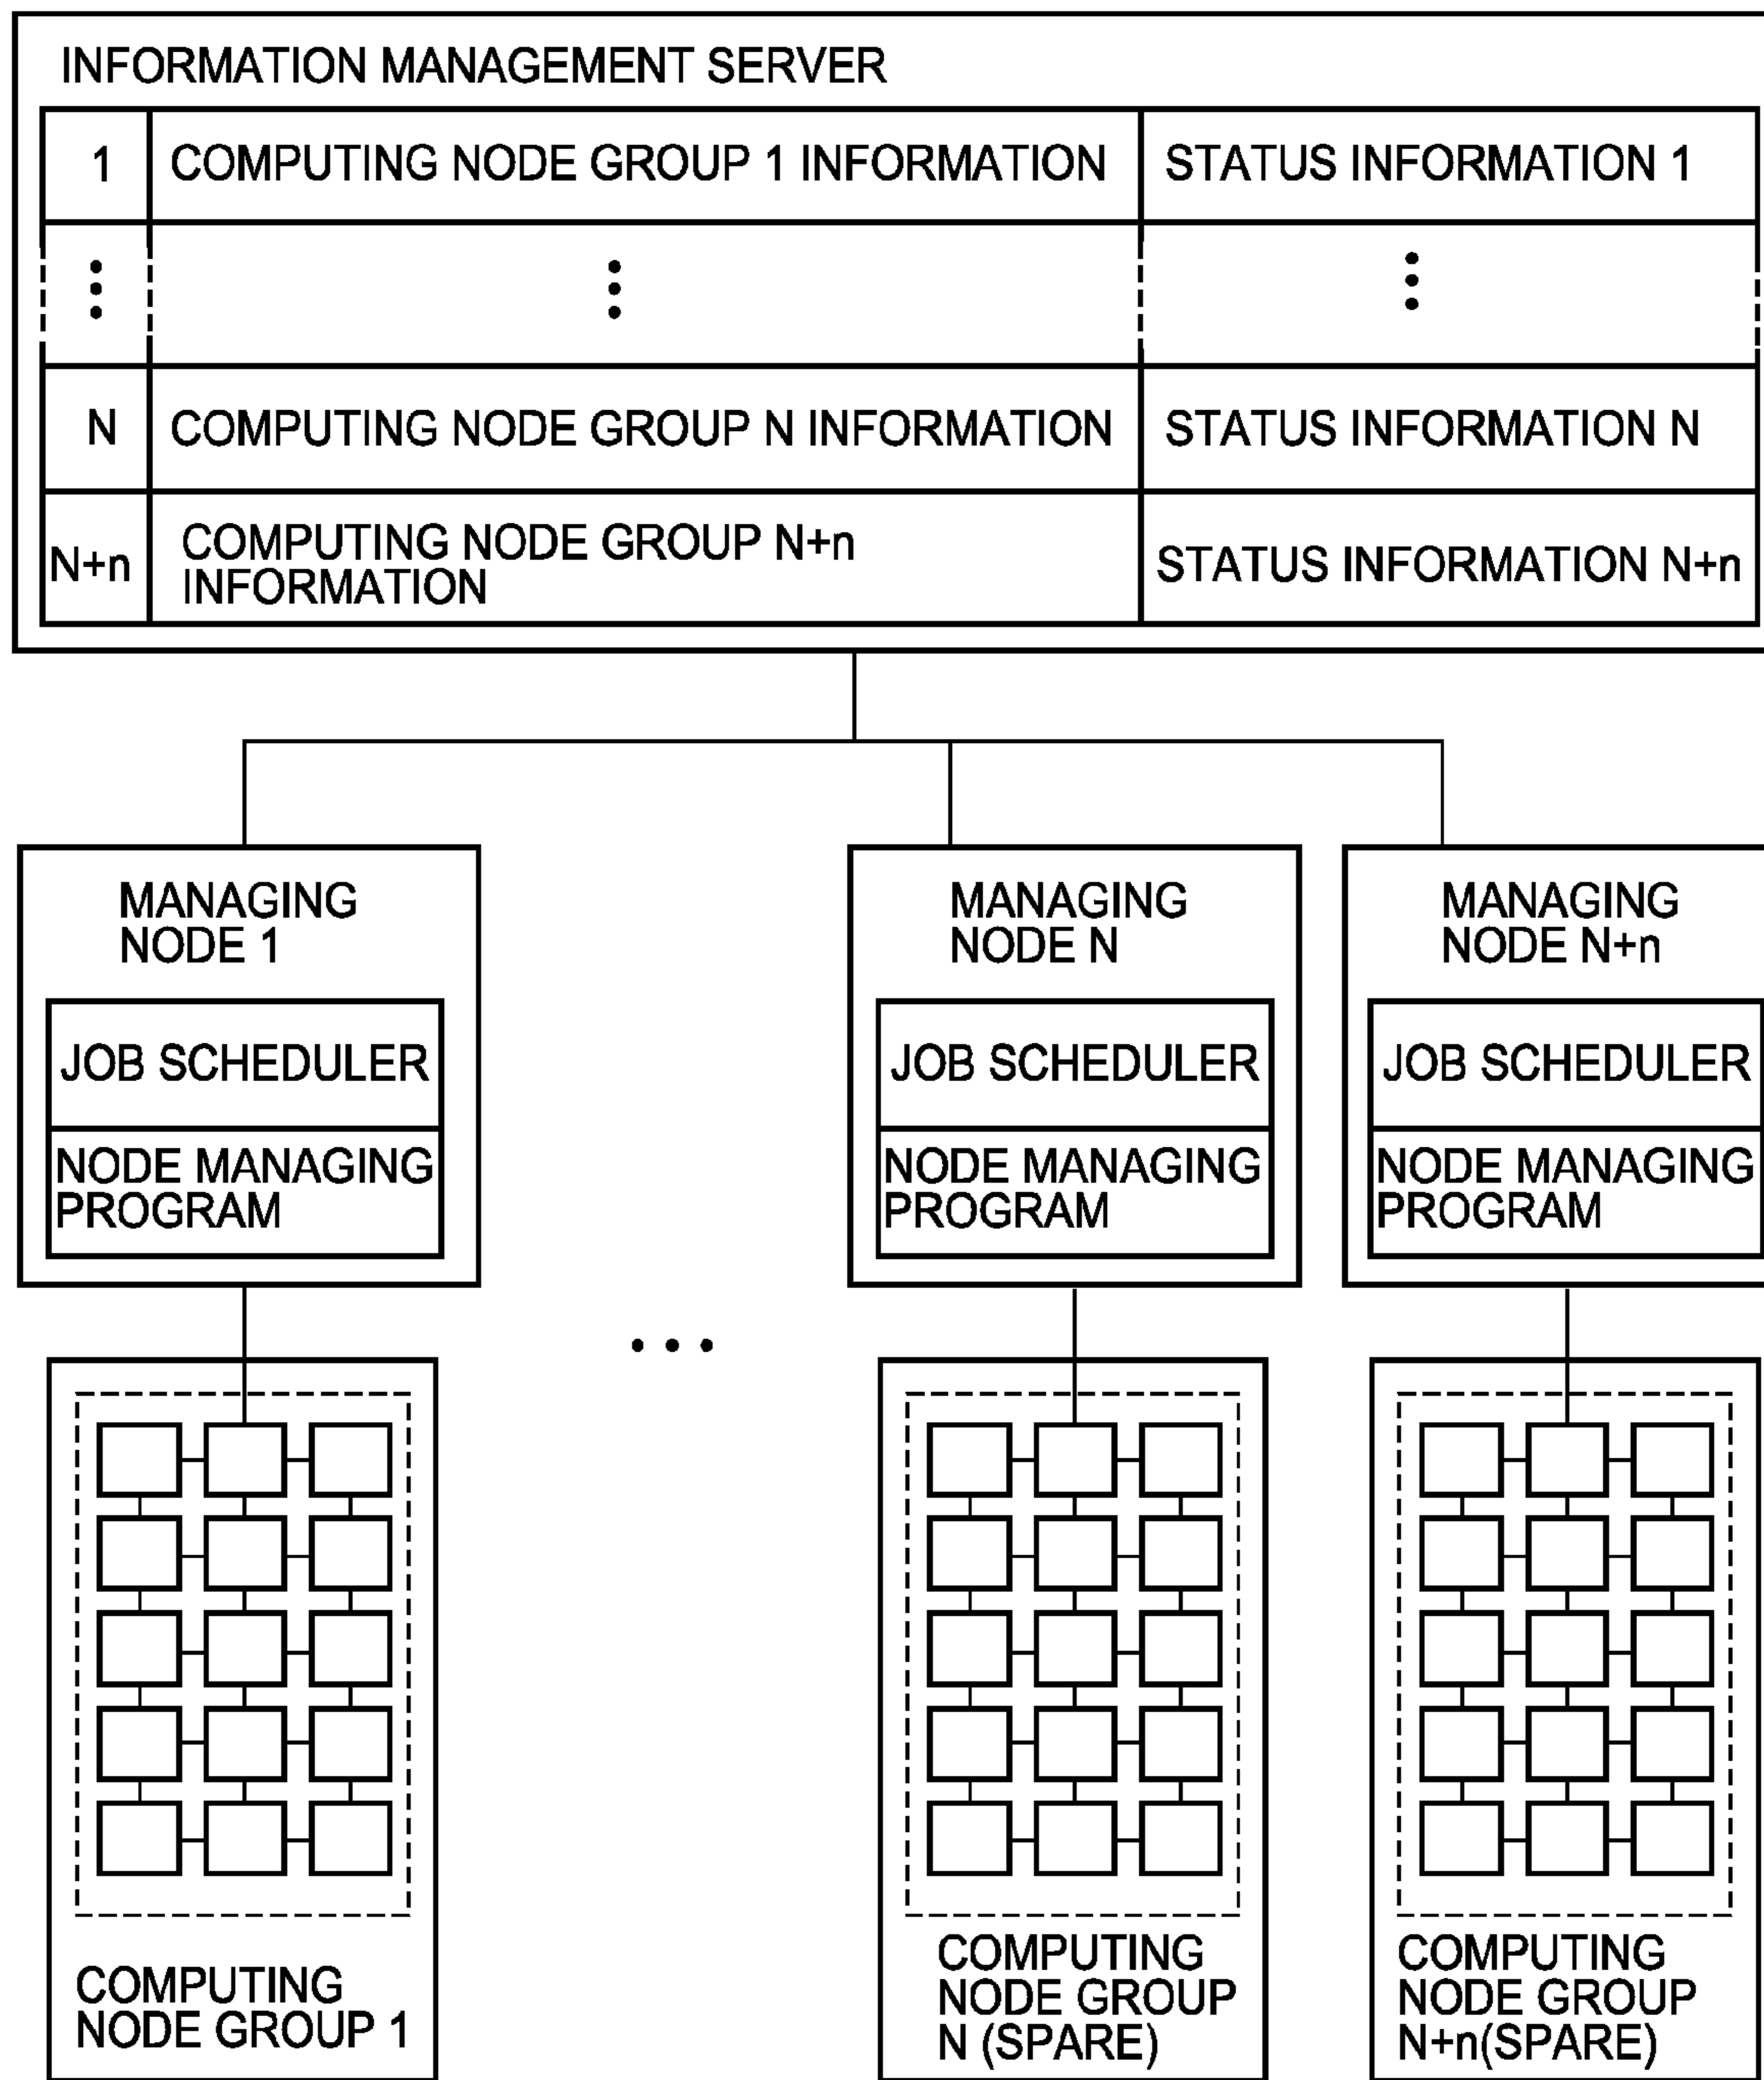 INFORMATION MANAGEMENT SERVER
1 COMPUTING NODE GROUP 1 INFORMATION STATUS INFORMATION 1
N COMPUTING NODE GROUP N INFORMATION STATUS INFORMATION N
N+n COMPUTING NODE GROUP N+n
INFORMATION
STATUS INFORMATION N+n
MANAGING
NODE 1
JOB SCHEDULER
NODE MANAGING
PROGRAM
MANAGING
NODE N
JOB SCHEDULER
NODE MANAGING
PROGRAM
MANAGING
NODE N+n
JOB SCHEDULER
NODE MANAGING
PROGRAM
...
COMPUTING
NODE GROUP 1
COMPUTING
NODE GROUP
N (SPARE)
COMPUTING
NODE GROUP
N+n(SPARE)